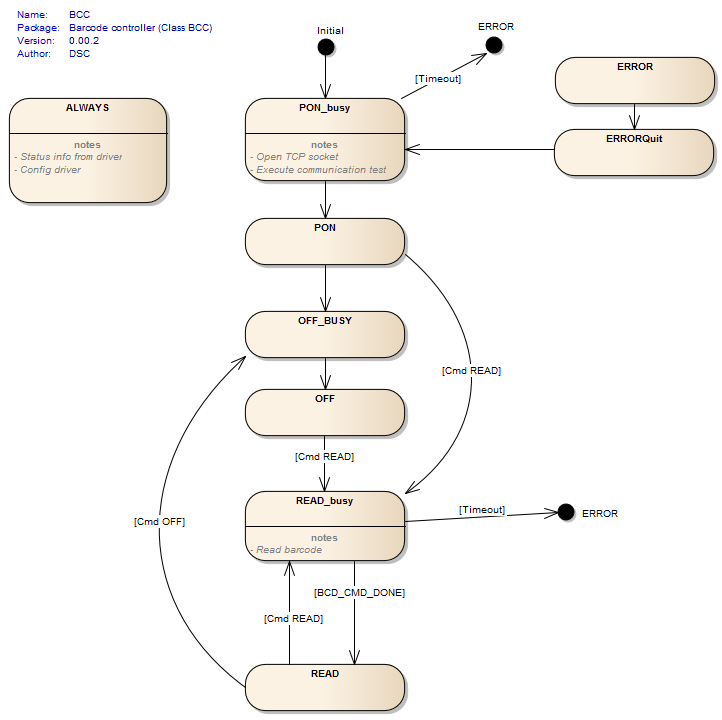 Name: BCC
Package: Barcode controller (Class BCC)
Version: 0.00.2
Author: DSC
Initial
ERROR
[Timeout]
ERROR
ALWAYS
notes
- Status info from driver
- Config driver
PON_busy
notes
- Open TCP socket
- Execute communication test
ERRORQuit
PON
OFF_BUSY
[Cmd READ]
OFF
[Cmd READ]
READ_busy
notes
- Read barcode
[Timeout]
ERROR
[Cmd OFF]
[BCD_CMD_DONE]
[Cmd READ]
READ